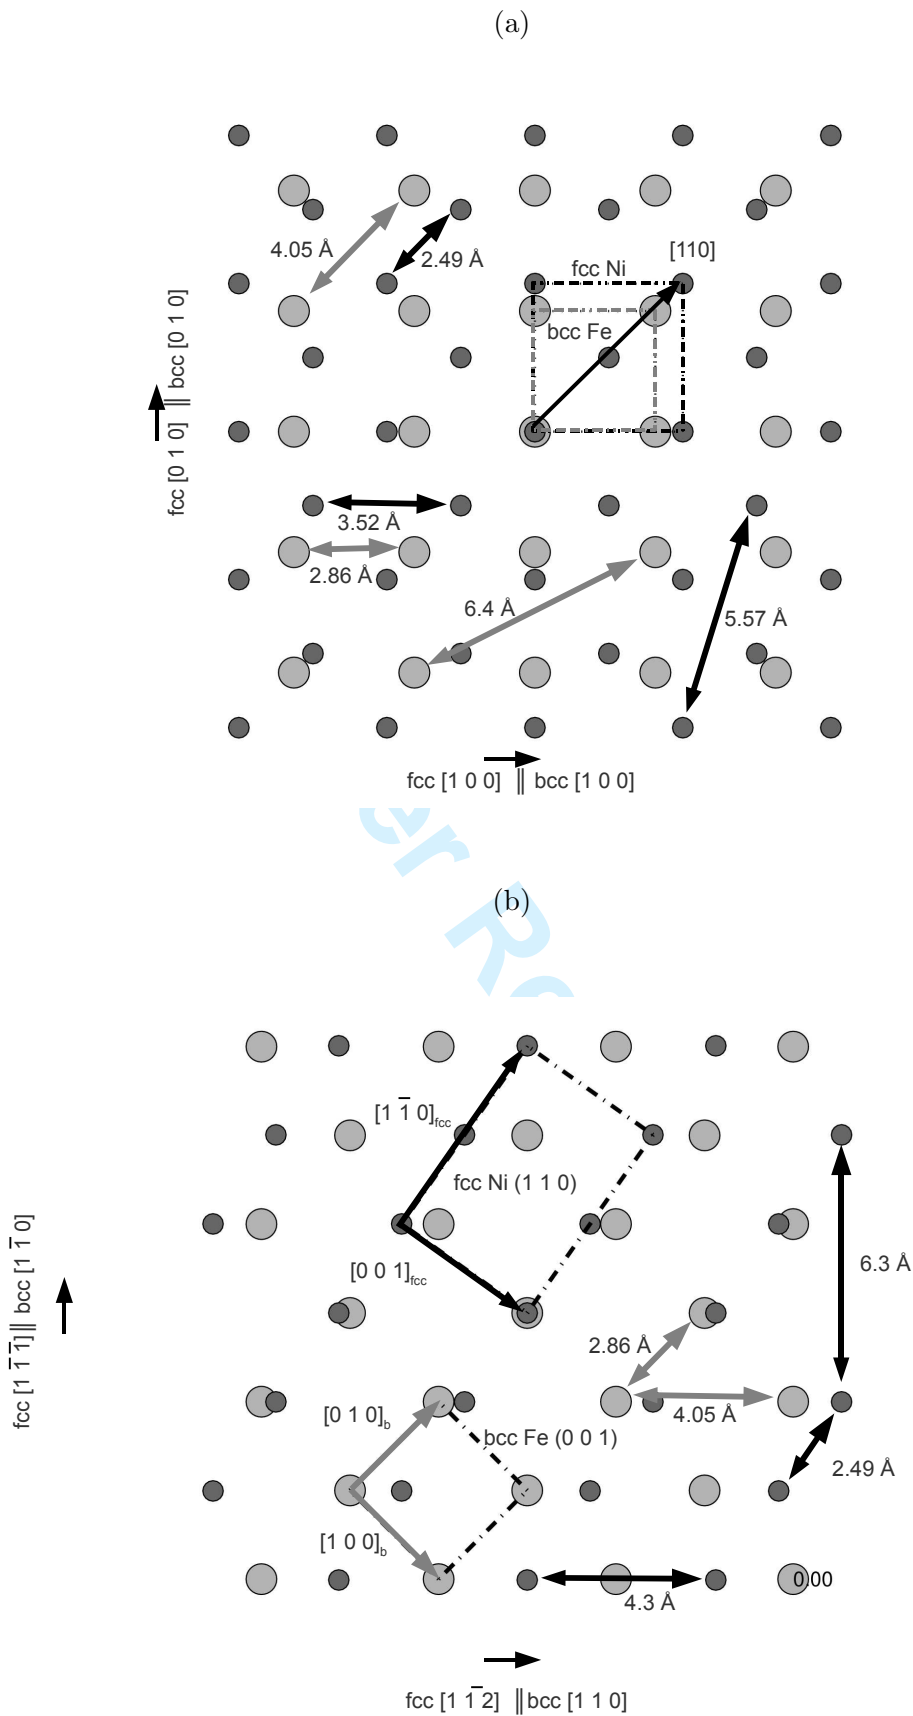 (a)
[110]
4.05 Å
2.49 Å
fcc Ni
bcc Fe
fcc [0 1 0] || bcc [0 1 0]
3.52 Å
2.86 Å
6.4 Å
5.57 Å
fcc [1 0 0] || bcc [1 0 0]
er Re
(b)
[1 1̅ 0]fcc
fcc Ni (1 1 0)
[0 0 1]fcc
fcc [1 1̅ 1̅]|| bcc [1 1̅ 0]
6.3 Å
2.86 Å
4.05 Å
[0 1 0]b
bcc Fe (0 0 1)
2.49 Å
[1 0 0]b
0.00
4.3 Å
fcc [1 1̅ 2] ||bcc [1 1 0]